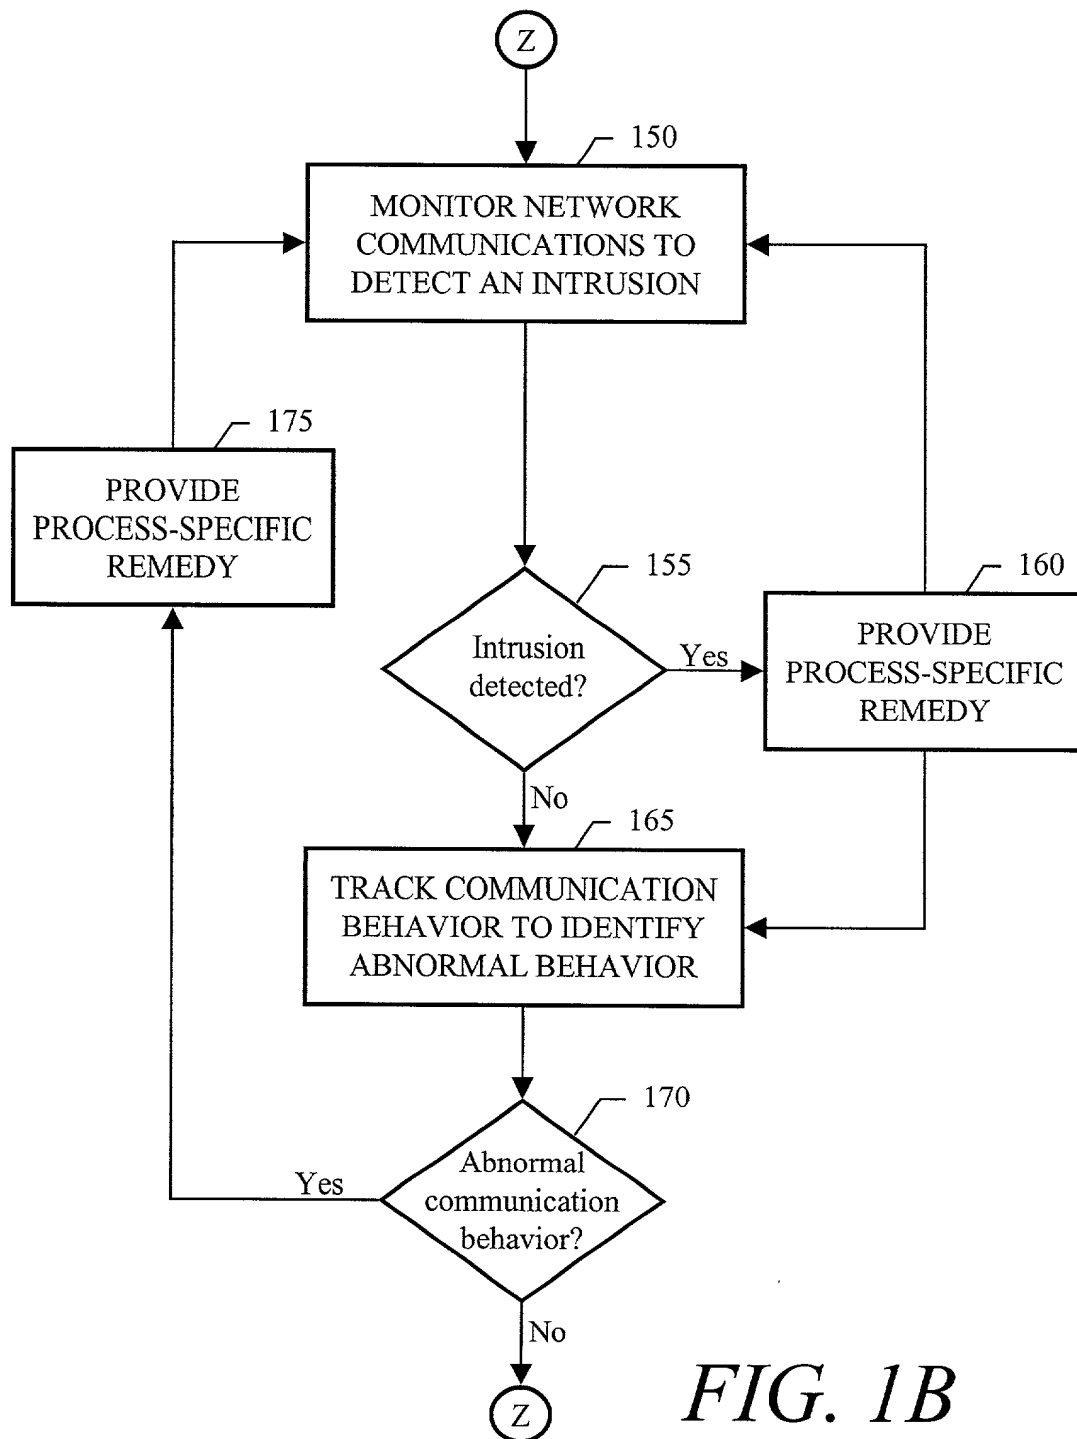 Z
150
MONITOR NETWORK
COMMUNICATIONS TO
DETECT AN INTRUSION
175
PROVIDE
PROCESS-SPECIFIC
REMEDY
155
Intrusion
detected?
Yes
160
PROVIDE
PROCESS-SPECIFIC
REMEDY
No
165
TRACK COMMUNICATION
BEHAVIOR TO IDENTIFY
ABNORMAL BEHAVIOR
170
Abnormal
communication
behavior?
Yes
No
Z
FIG. 1B